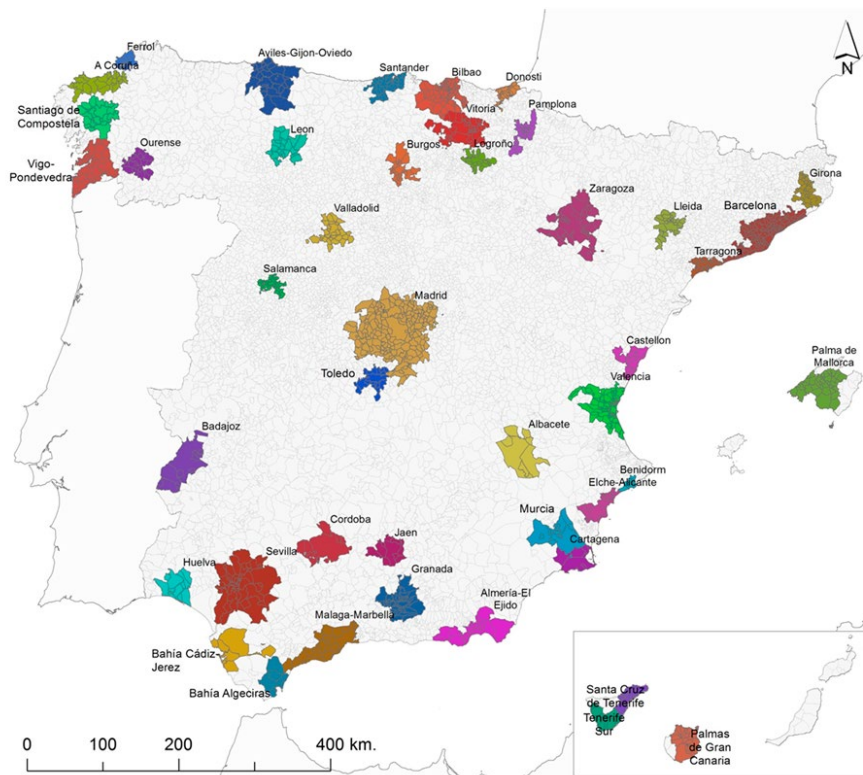 Ferrol
Aviles-Gijon-Oviedo
Santander
Bilbao
Donosti
A Coruña
N
Santiago de
Compostela
Leon
Vitoria
Pamplona
Ourense
Burgos
Logroño
Vigo-
Pondevedra
Girona
Zaragoza
Lleida
Barcelona
Valladolid
Tarragona
Salamanca
Madrid
Castellon
Palma de
Mallorca
Toledo
Valencia
Badajoz
Albacete
Benidorm
Elche-Alicante
Murcia
Cordoba
Jaen
Cartagena
Huelva
Sevilla
Granada
Almería-El
Ejido
Malaga-Marbella
Bahía Cádiz-
Jerez
Bahía Algeciras
Santa Cruz
de Tenerife
Tenerife
Sur
Palmas
de Gran
Canaria
0 100 200 400 km.